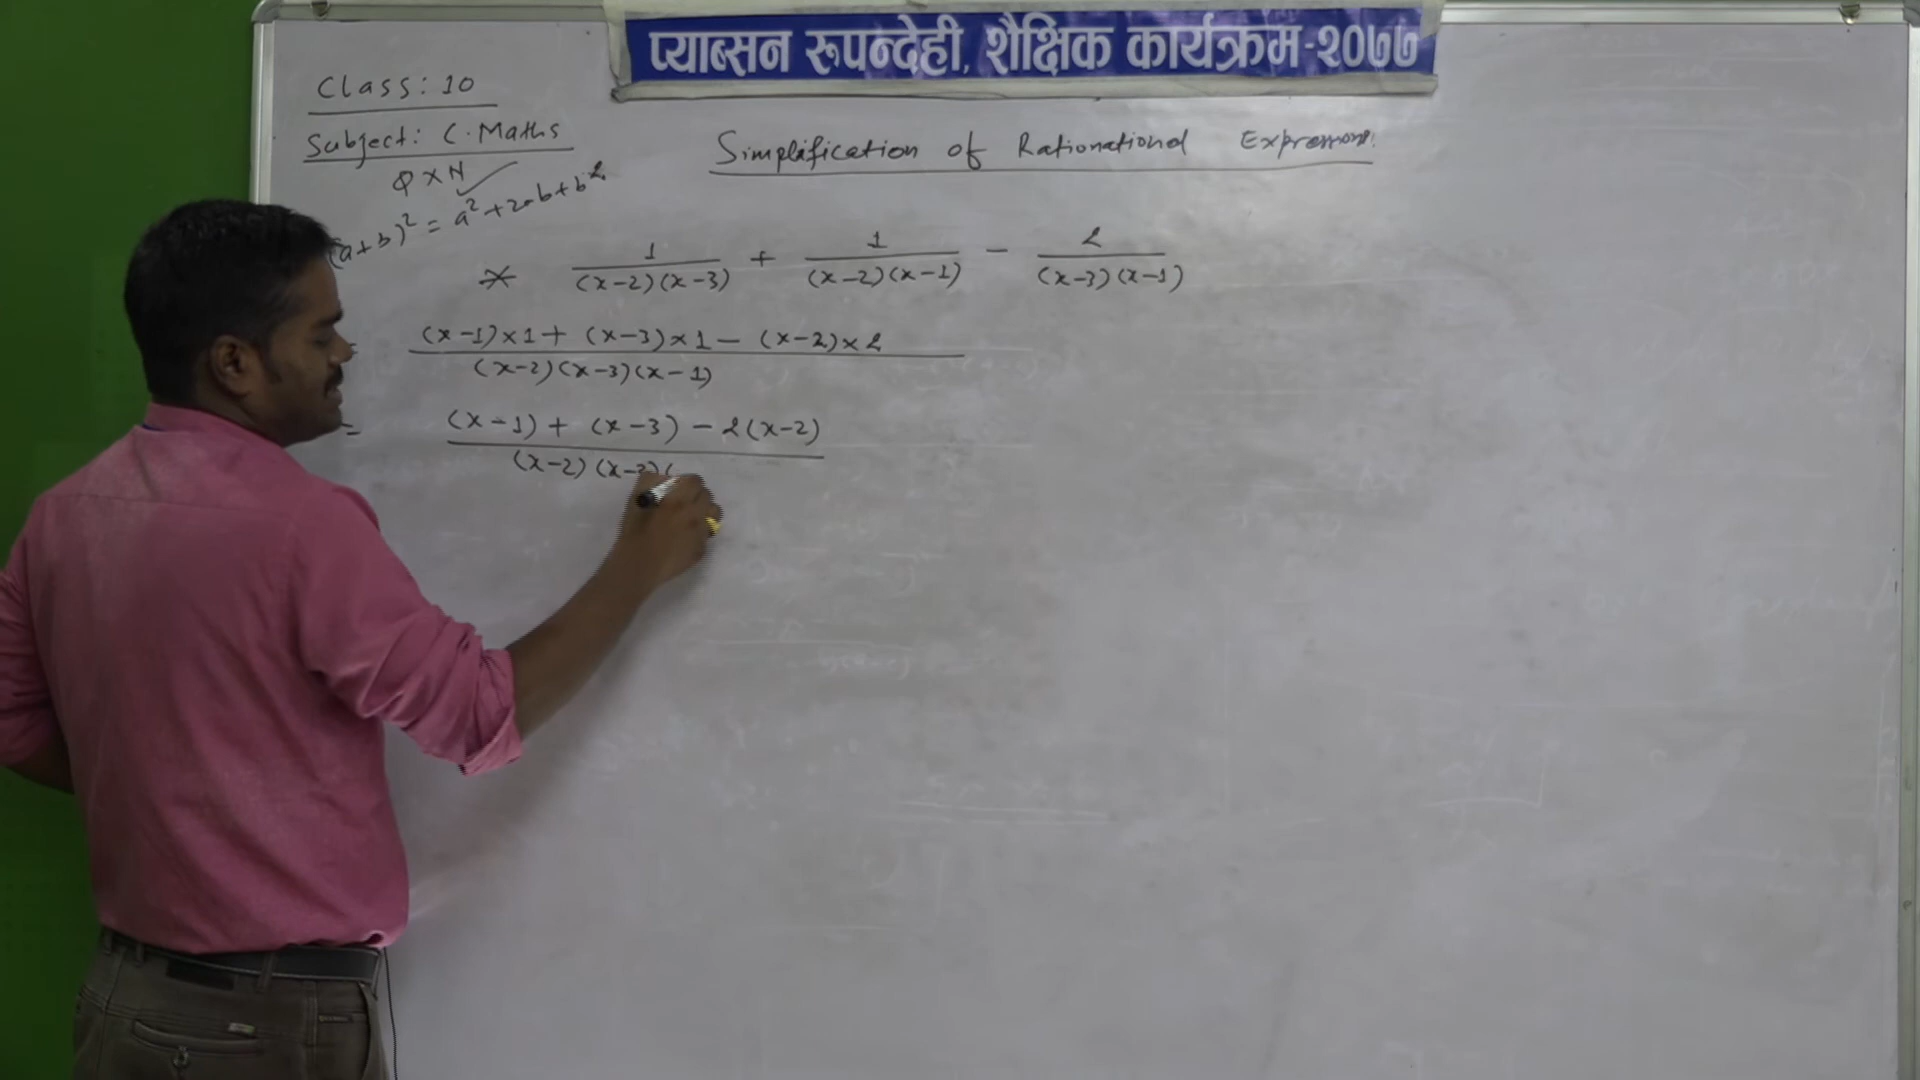 प्याब्सन रूपन्देही, शैक्षिक कार्यक्रम-२०७७
Class: 10
Subject: C. Maths
Simplification of Rationational Expressions.
(a+b)² = a²+2ab+b²
* 1/(x-2)(x-3) + 1/(x-2)(x-1) - 2/(x-3)(x-1)
= (x-1)×1 + (x-3)×1 - (x-2)×2
(x-2)(x-3)(x-1)
= (x-1) + (x-3) - 2(x-2)
(x-2)(x-3)(